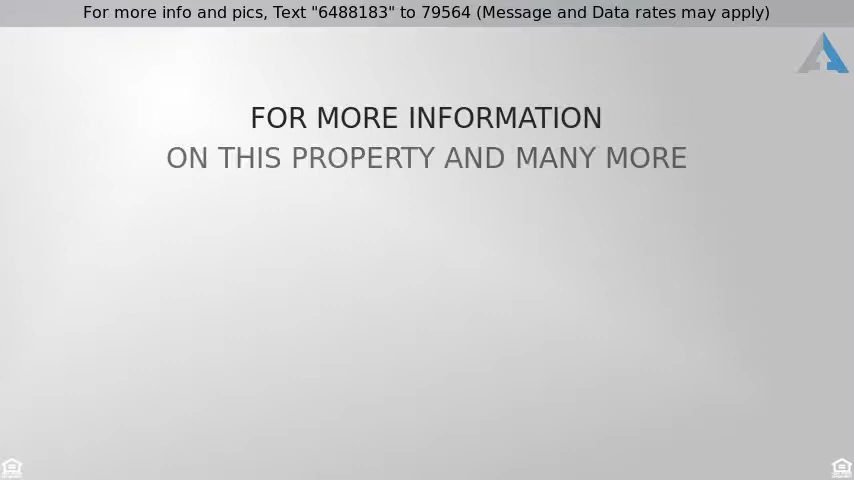 For more info and pics, Text "6488183" to 79564 (Message and Data rates may apply)
FOR MORE INFORMATION
ON THIS PROPERTY AND MANY MORE